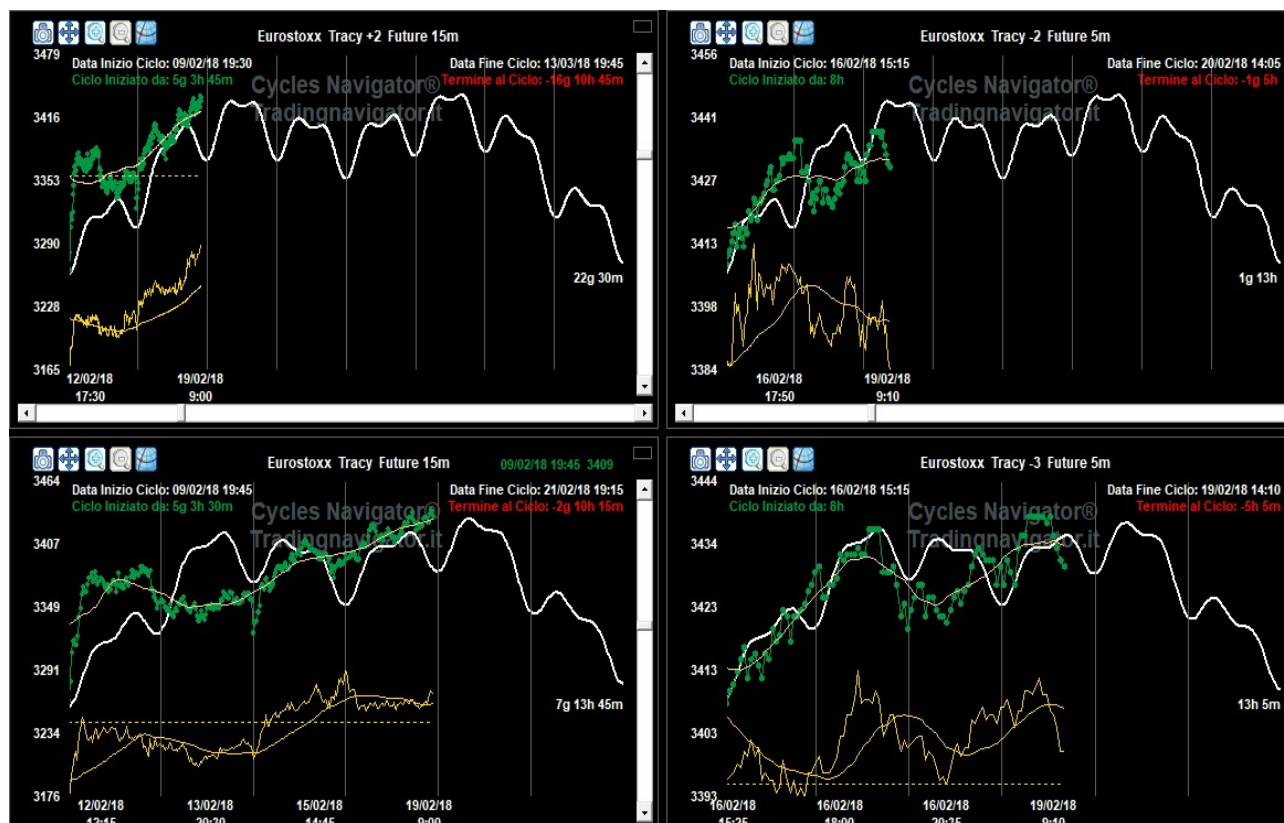 Eurostoxx Tracy +2 Future 15m
3479
Data Inizio Ciclo: 09/02/18 19:30
Data Fine Ciclo: 13/03/18 19:45
Ciclo Iniziato da: 5g 3h 45m
Termine al Ciclo: -16g 10h 45m
Cycles Navigator®
Tradingnavigator.it
3416
3353
3290
22g 30m
3228
3165
12/02/18
19/02/18
17:30
9:00
Eurostoxx Tracy -2 Future 5m
3456
Data Inizio Ciclo: 16/02/18 15:15
Data Fine Ciclo: 20/02/18 14:05
Ciclo Iniziato da: 8h
Termine al Ciclo: -1g 5h
Cycles Navigator®
Tradingnavigator.it
3441
3427
3413
1g 13h
3398
3384
16/02/18
19/02/18
17:50
9:10
Eurostoxx Tracy Future 15m
09/02/18 19:45 3409
3464
Data Inizio Ciclo: 09/02/18 19:45
Data Fine Ciclo: 21/02/18 19:15
Ciclo Iniziato da: 5g 3h 30m
Termine al Ciclo: -2g 10h 15m
Cycles Navigator®
Tradingnavigator.it
3407
3349
3291
7g 13h 45m
3234
3176
12/02/18
13/02/18
15/02/18
19/02/18
Eurostoxx Tracy -3 Future 5m
3444
Data Inizio Ciclo: 16/02/18 15:15
Data Fine Ciclo: 19/02/18 14:10
Ciclo Iniziato da: 8h
Termine al Ciclo: -5h 5m
Cycles Navigator®
Tradingnavigator.it
3434
3423
3413
13h 5m
3403
3393
16/02/18
16/02/18
16/02/18
19/02/18